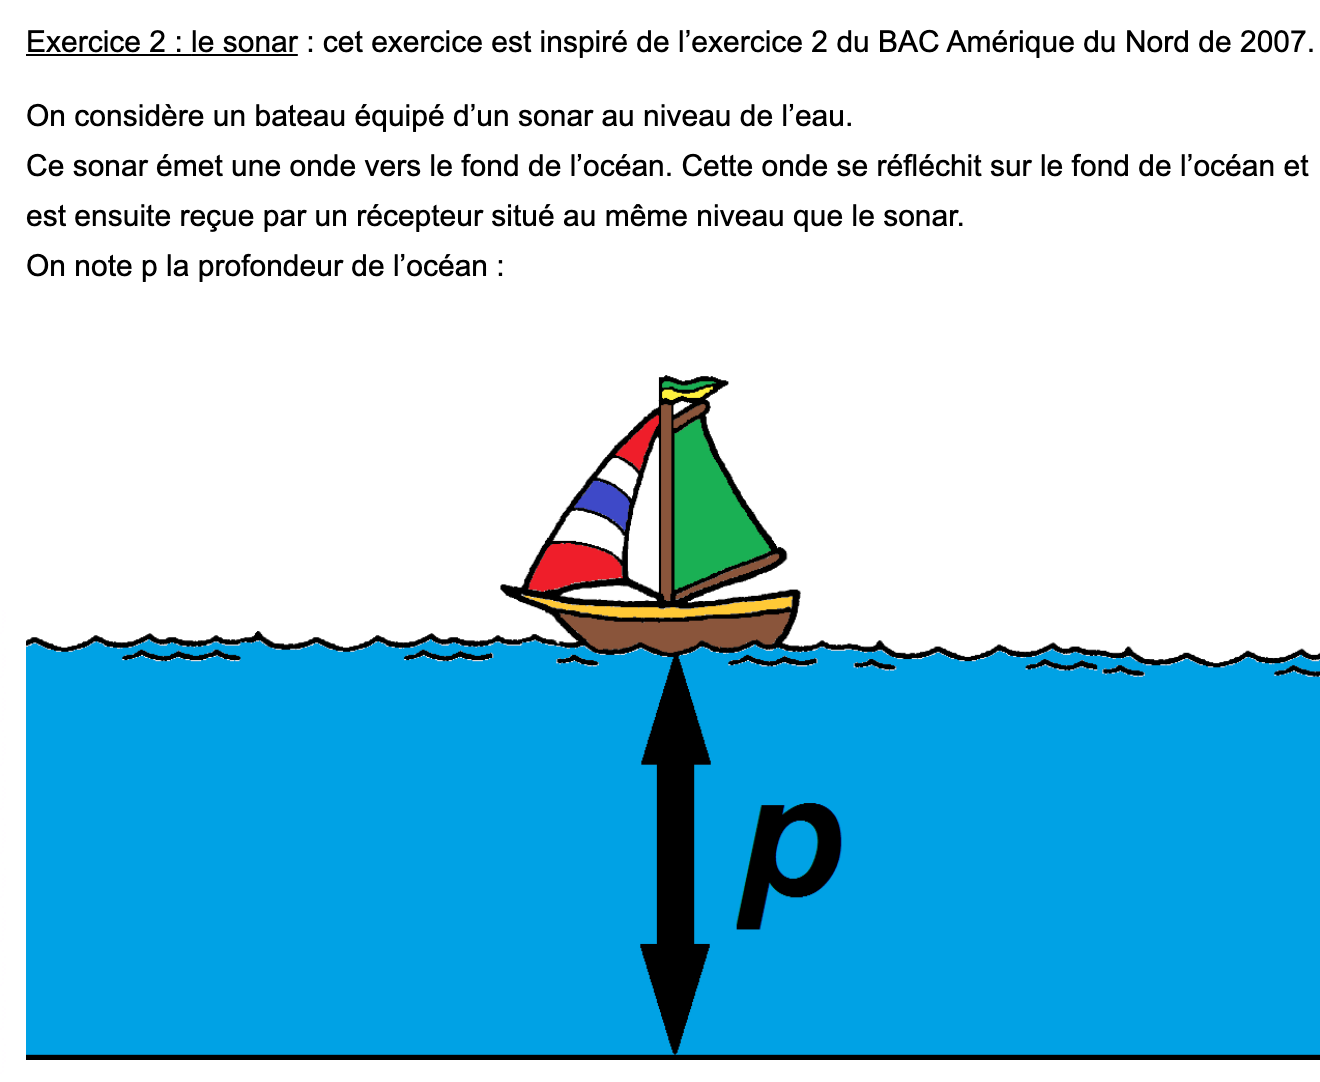 Exercice 2 : le sonar : cet exercice est inspiré de l’exercice 2 du BAC Amérique du Nord de 2007.
On considère un bateau équipé d’un sonar au niveau de l’eau.
Ce sonar émet une onde vers le fond de l’océan. Cette onde se réfléchit sur le fond de l’océan et
est ensuite reçue par un récepteur situé au même niveau que le sonar.
On note p la profondeur de l’océan :
p